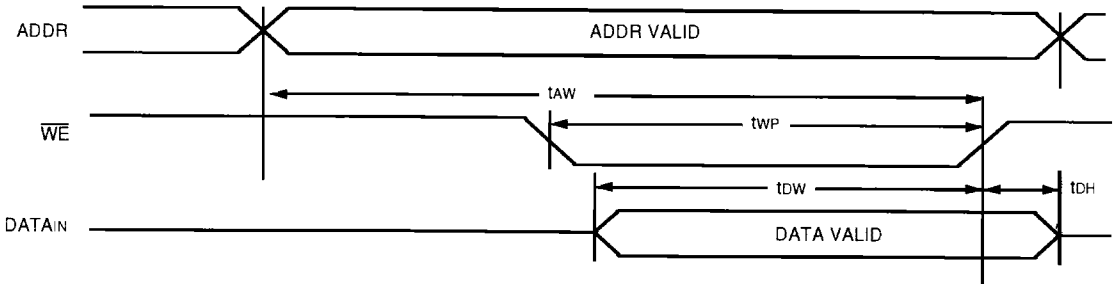 ADDR
ADDR VALID
tAW
WE
tWP
tDW
tDH
DATAIN
DATA VALID